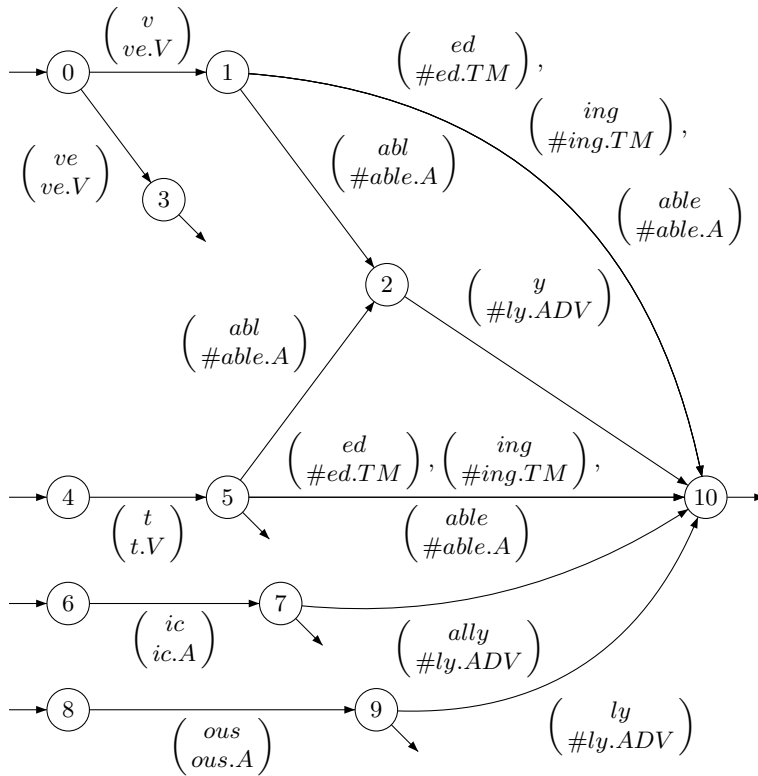 v
ve.V
0
1
ed
#ed.TM ,
ing
#ing.TM ,
able
#able.A
abl
#able.A
ve
ve.V
3
2
y
#ly.ADV
abl
#able.A
ed
#ed.TM , ing
#ing.TM ,
able
#able.A
4
5
10
t
t.V
6
7
ic
ic.A
ally
#ly.ADV
8
9
ous
ous.A
ly
#ly.ADV